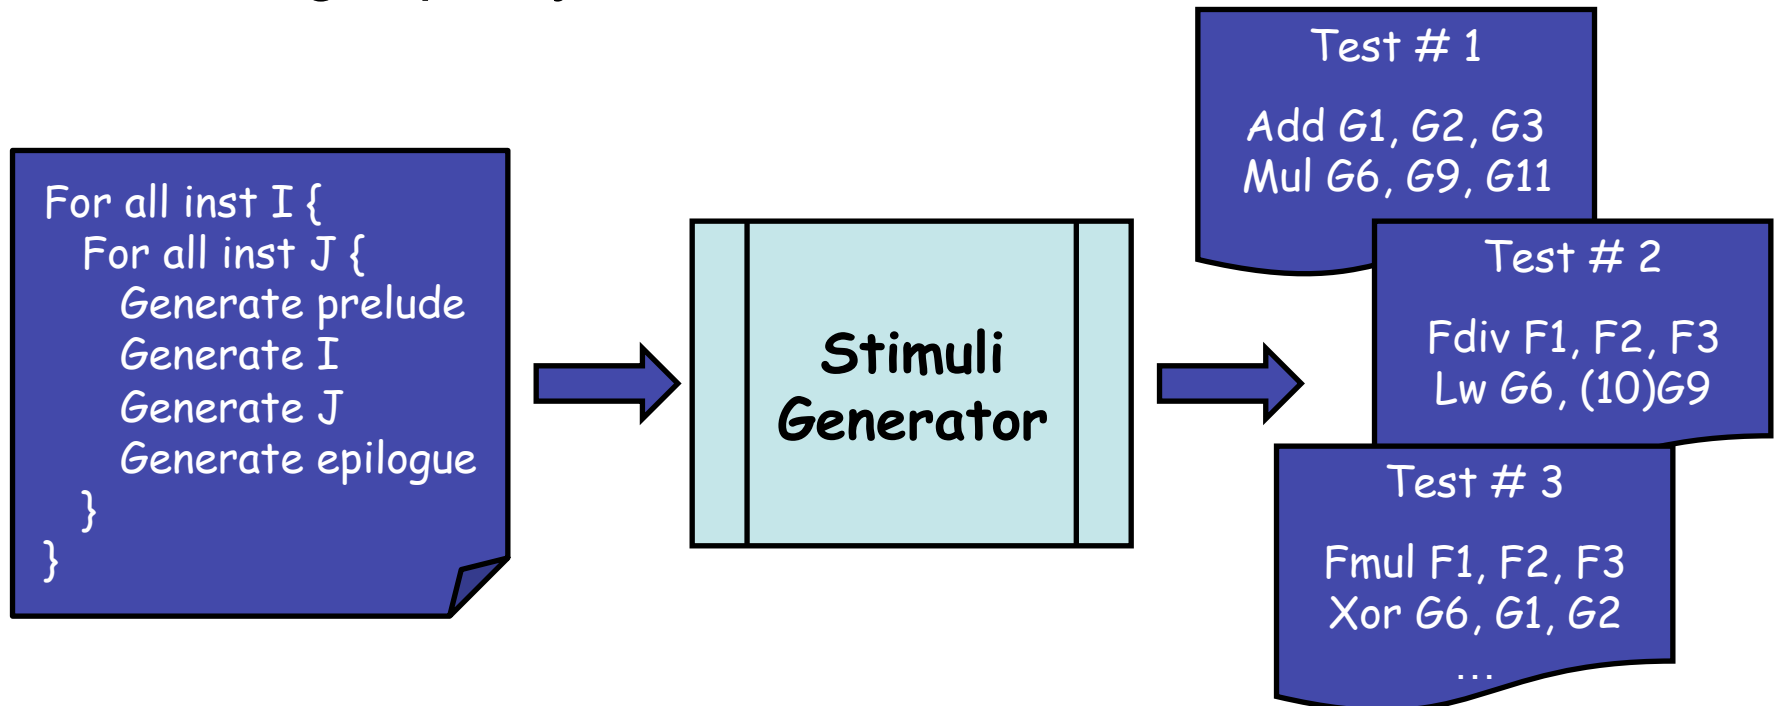 For all inst I {
For all inst J {
Generate prelude
Generate I
Generate J
Generate epilogue
}
}
Stimuli
Generator
Test # 1
Add G1, G2, G3
Mul G6, G9, G11
Test # 2
Fdiv F1, F2, F3
Lw G6, (10)G9
Test # 3
Fmul F1, F2, F3
Xor G6, G1, G2
...